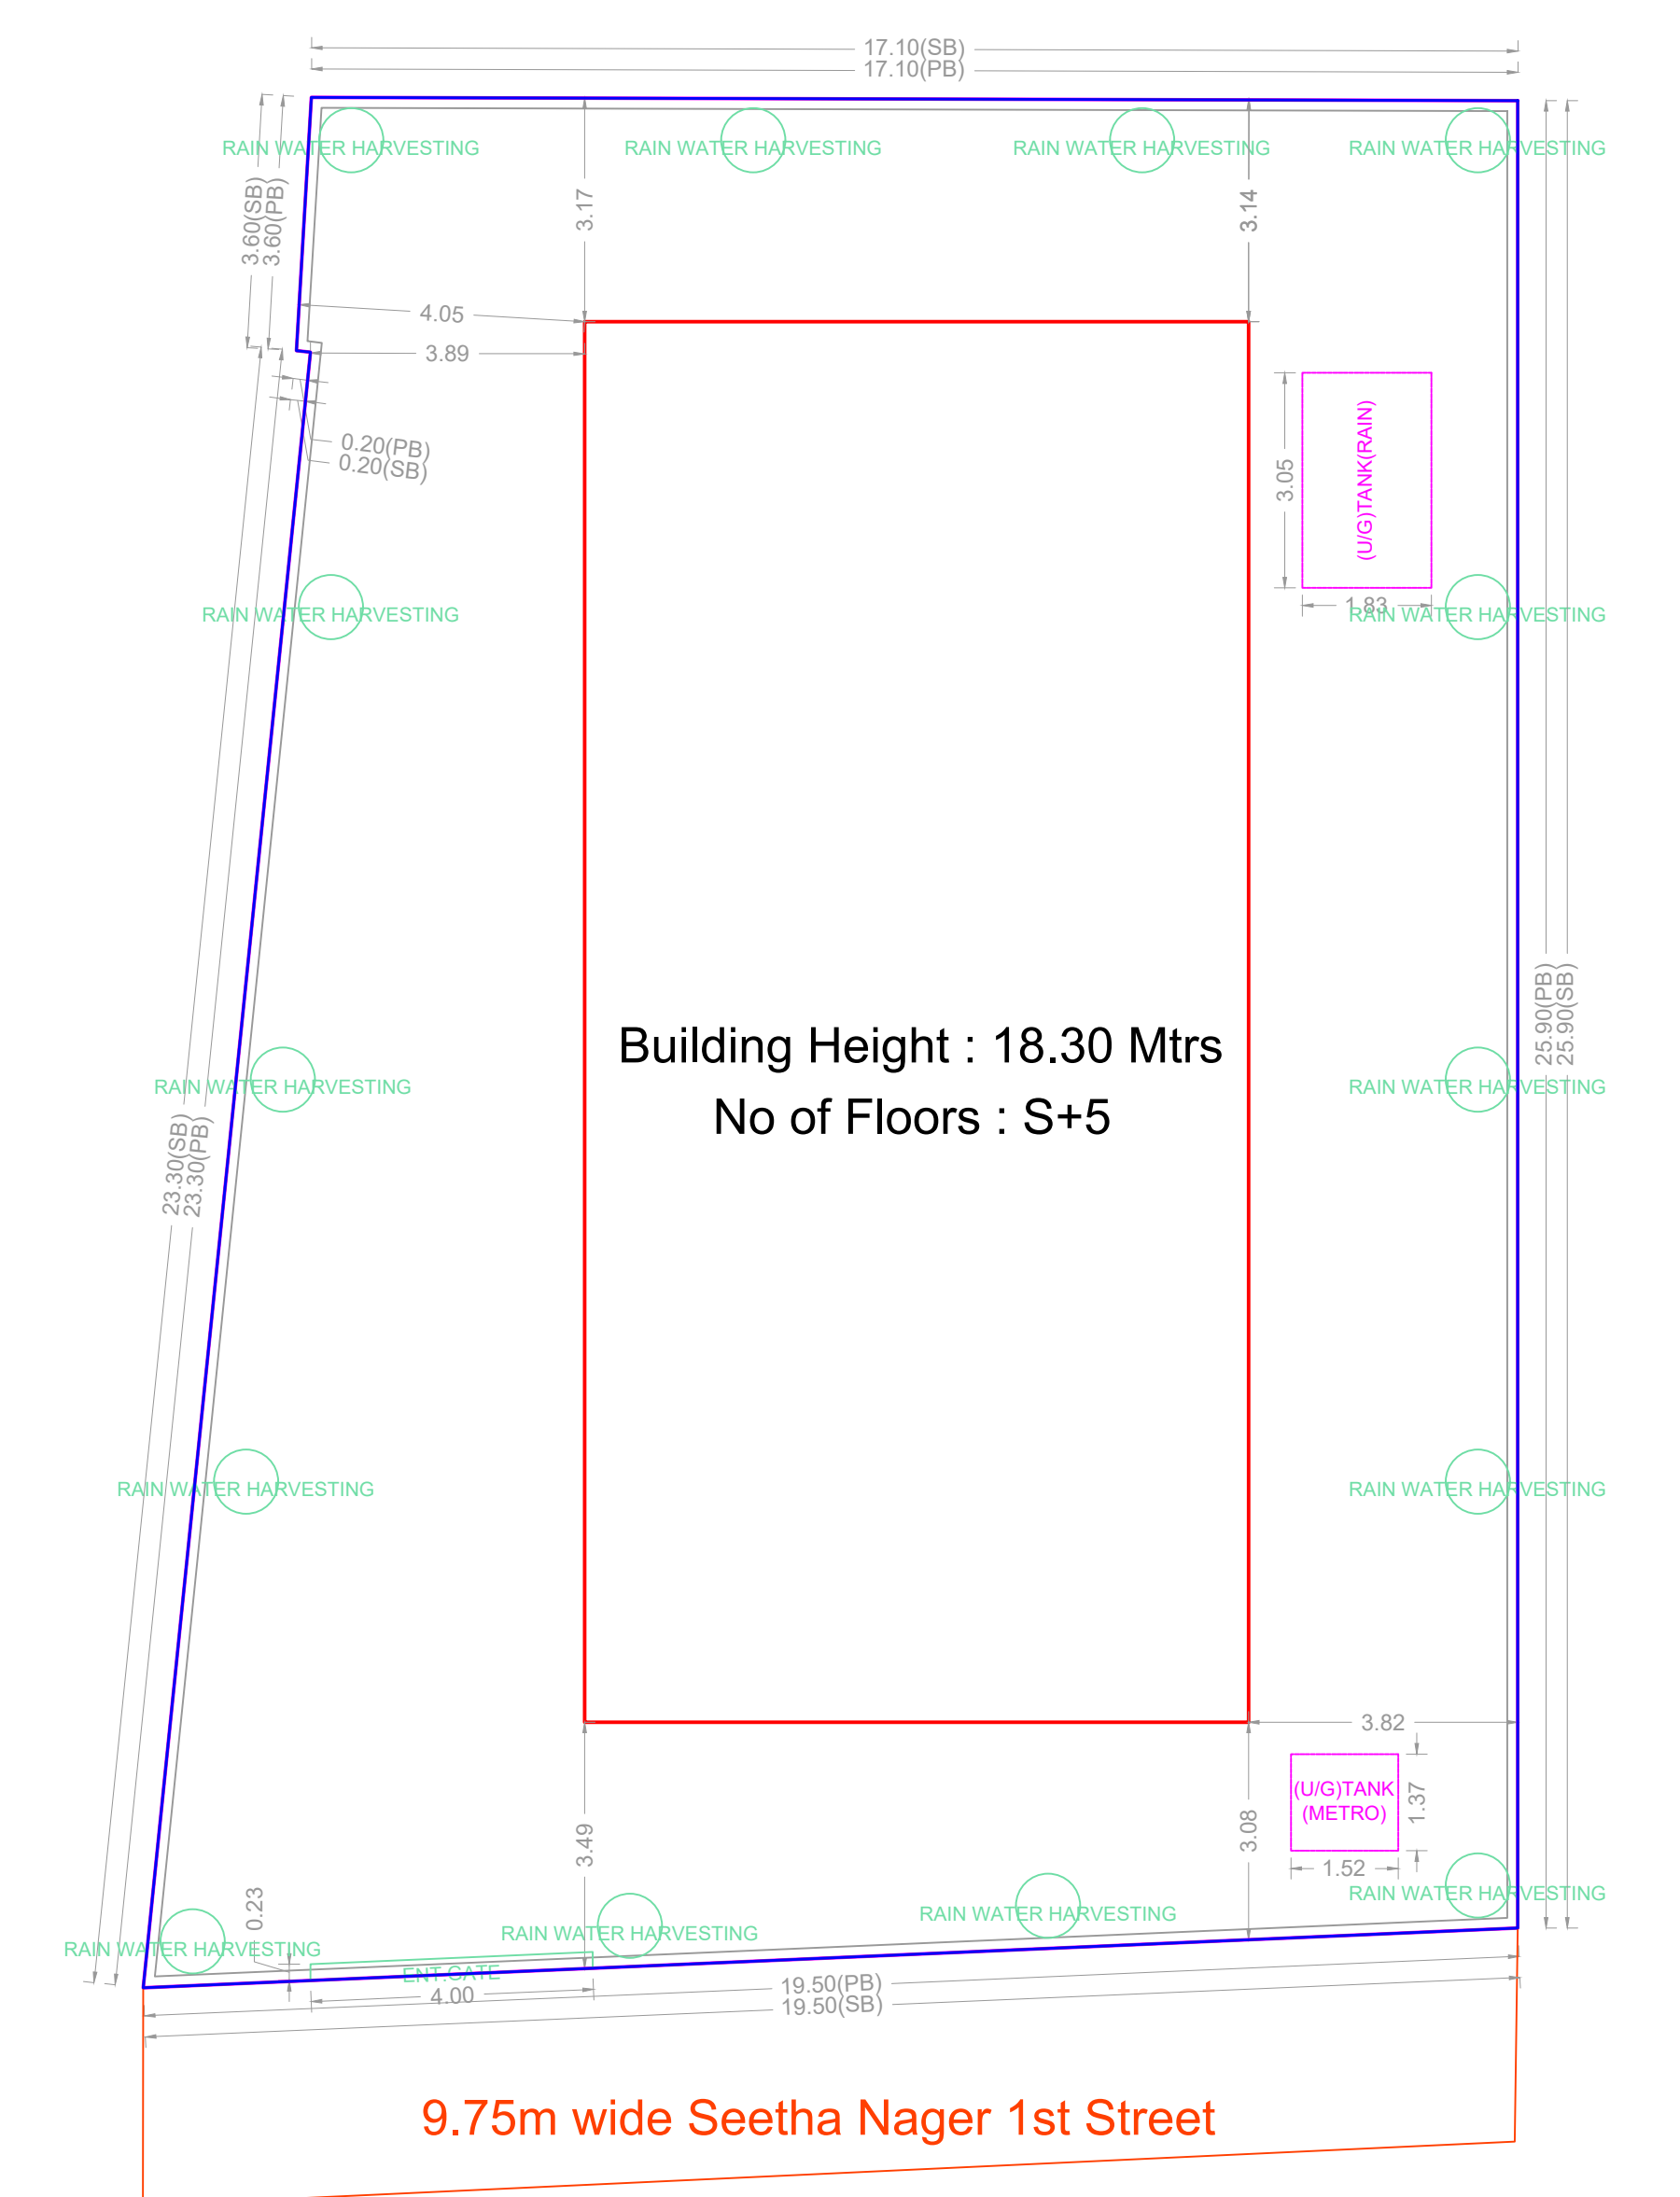 17.10(SB)
17.10(PB)
RAIN WATER HARVESTING
RAIN WATER HARVESTING
RAIN WATER HARVESTING
RAIN WATER HARVESTING
3.60(SB)
3.60(PB)
3.17
3.14
4.05
3.89
0.20(PB)
0.20(SB)
3.05
(U/G)TANK(RAIN)
1.83
RAIN WATER HARVESTING
RAIN WATER HARVESTING
25.90(PB)
25.90(SB)
Building Height : 18.30 Mtrs
No of Floors : S+5
RAIN WATER HARVESTING
RAIN WATER HARVESTING
23.30(SB)
23.30(PB)
RAIN WATER HARVESTING
RAIN WATER HARVESTING
3.82
(U/G)TANK
(METRO)
1.37
1.52
3.49
3.08
0.23
RAIN WATER HARVESTING
RAIN WATER HARVESTING
RAIN WATER HARVESTING
RAIN WATER HARVESTING
ENT.GATE
4.00
19.50(PB)
19.50(SB)
9.75m wide Seetha Nager 1st Street